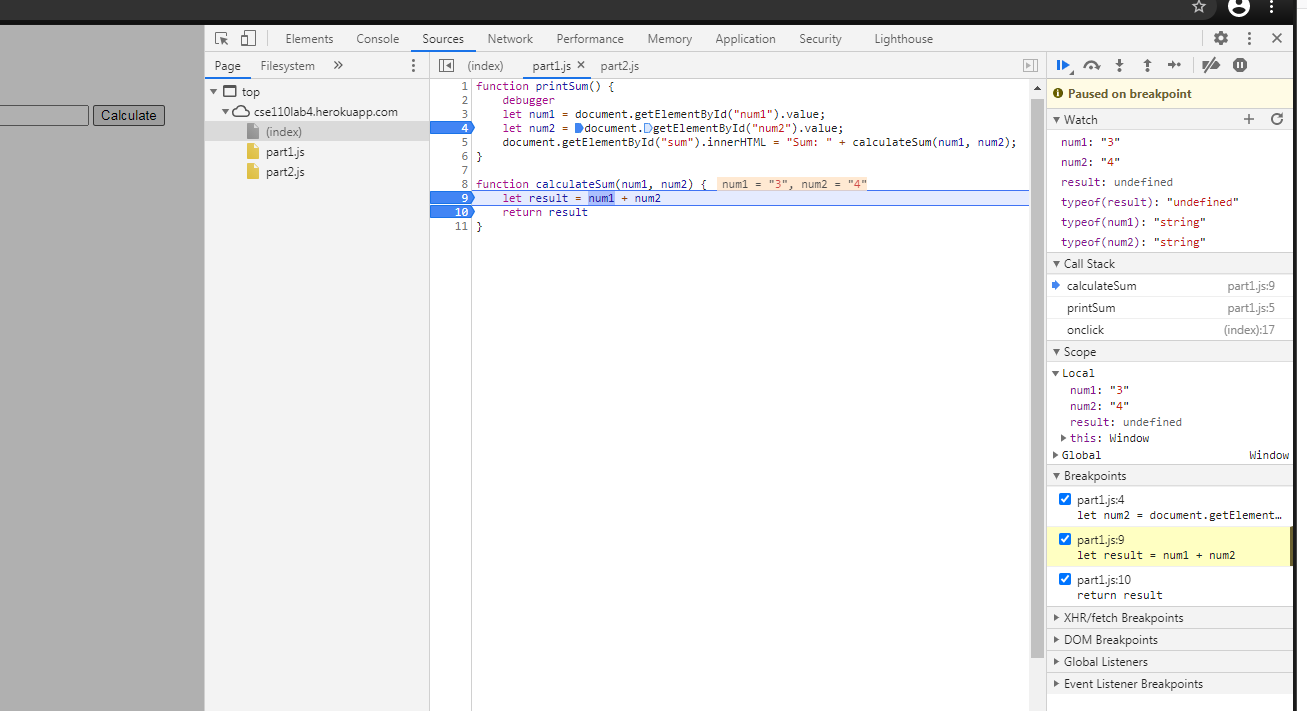 Elements Console Sources Network Performance Memory Application Security Lighthouse
Page Filesystem »
(index) part1.js × part2.js
Calculate
top
cse110lab4.herokuapp.com
(index)
part1.js
part2.js
1 function printSum() {
2 debugger
3 let num1 = document.getElementById("num1").value;
4 let num2 = document.getElementById("num2").value;
5 document.getElementById("sum").innerHTML = "Sum: " + calculateSum(num1, num2);
6 }
7
8 function calculateSum(num1, num2) { num1 = "3", num2 = "4"
9 let result = num1 + num2
10 return result
11 }
Paused on breakpoint
Watch
num1: "3"
num2: "4"
result: undefined
typeof(result): "undefined"
typeof(num1): "string"
typeof(num2): "string"
Call Stack
calculateSum part1.js:9
printSum part1.js:5
onclick (index):17
Scope
Local
num1: "3"
num2: "4"
result: undefined
this: Window
Global Window
Breakpoints
part1.js:4
let num2 = document.getElement…
part1.js:9
let result = num1 + num2
part1.js:10
return result
XHR/fetch Breakpoints
DOM Breakpoints
Global Listeners
Event Listener Breakpoints